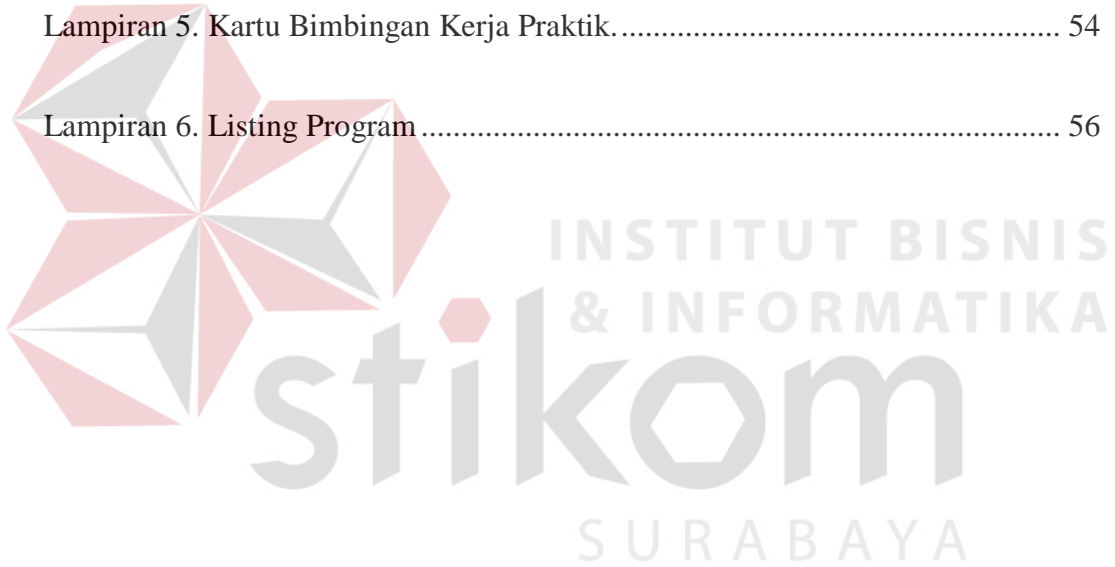 Lampiran 5. Kartu Bimbingan Kerja Praktik. ................................................... 54
Lampiran 6. Listing Program ........................................................................... 56
INSTITUT BISNIS
& INFORMATIKA
stikom
SURABAYA